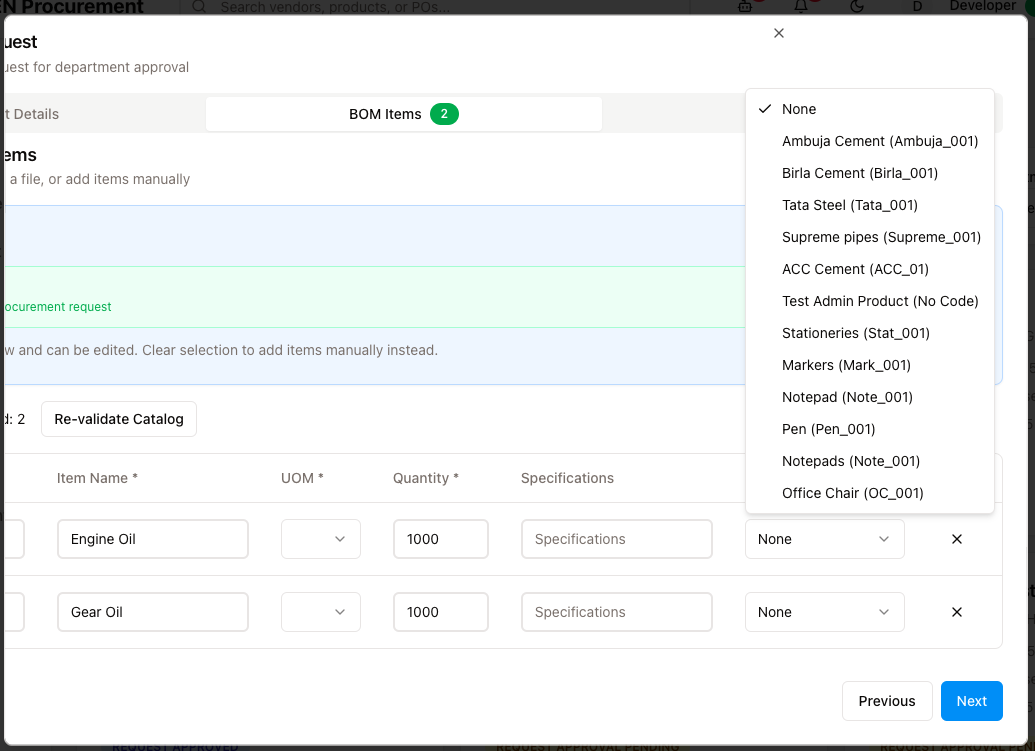 EN Procurement
Search vendors, products, or POs...
D
Developer
uest
uest for department approval
t Details
BOM Items 2
ems
a file, or add items manually
ocurement request
w and can be edited. Clear selection to add items manually instead.
d: 2
Re-validate Catalog
None
Ambuja Cement (Ambuja_001)
Birla Cement (Birla_001)
Tata Steel (Tata_001)
Supreme pipes (Supreme_001)
ACC Cement (ACC_01)
Test Admin Product (No Code)
Stationeries (Stat_001)
Markers (Mark_001)
Notepad (Note_001)
Pen (Pen_001)
Notepads (Note_001)
Office Chair (OC_001)
Item Name * UOM * Quantity * Specifications
Engine Oil 1000 Specifications None
Gear Oil 1000 Specifications None
Previous Next
REQUEST APPROVED
REQUEST APPROVAL PENDING